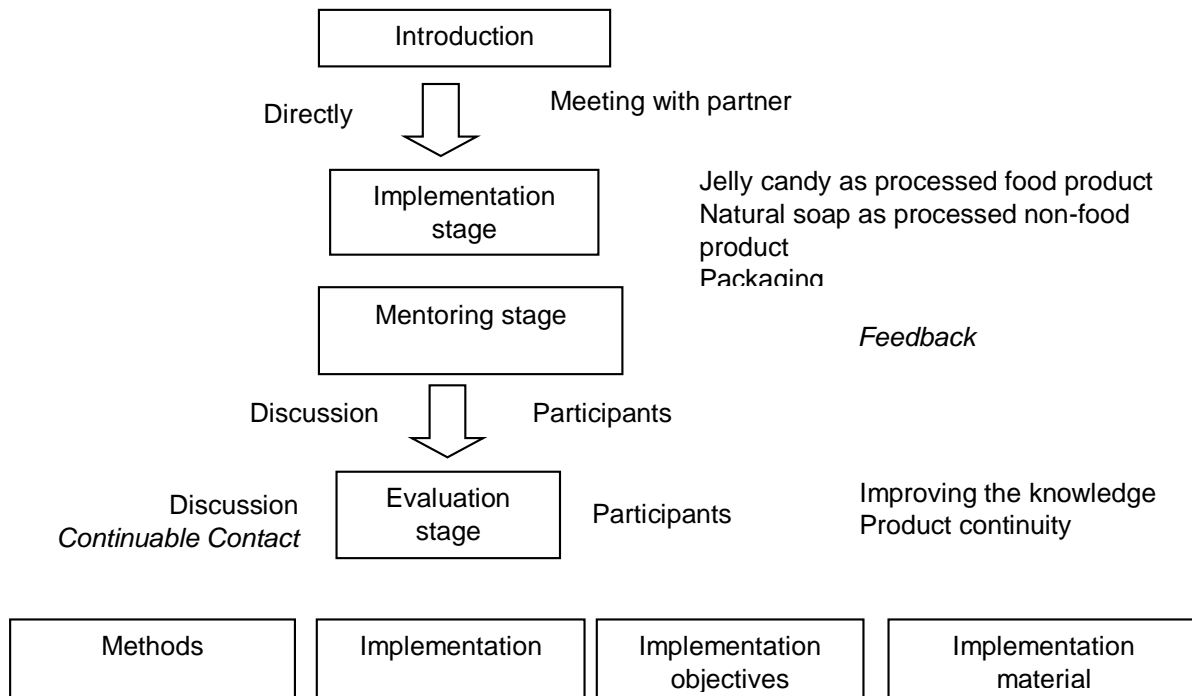 Introduction
Directly
Meeting with partner
Implementation
stage
Jelly candy as processed food product
Natural soap as processed non-food
product
Packaging
Mentoring stage
Feedback
Discussion
Participants
Discussion
Continuable Contact
Evaluation
stage
Participants
Improving the knowledge
Product continuity
Methods
Implementation
Implementation
objectives
Implementation
material